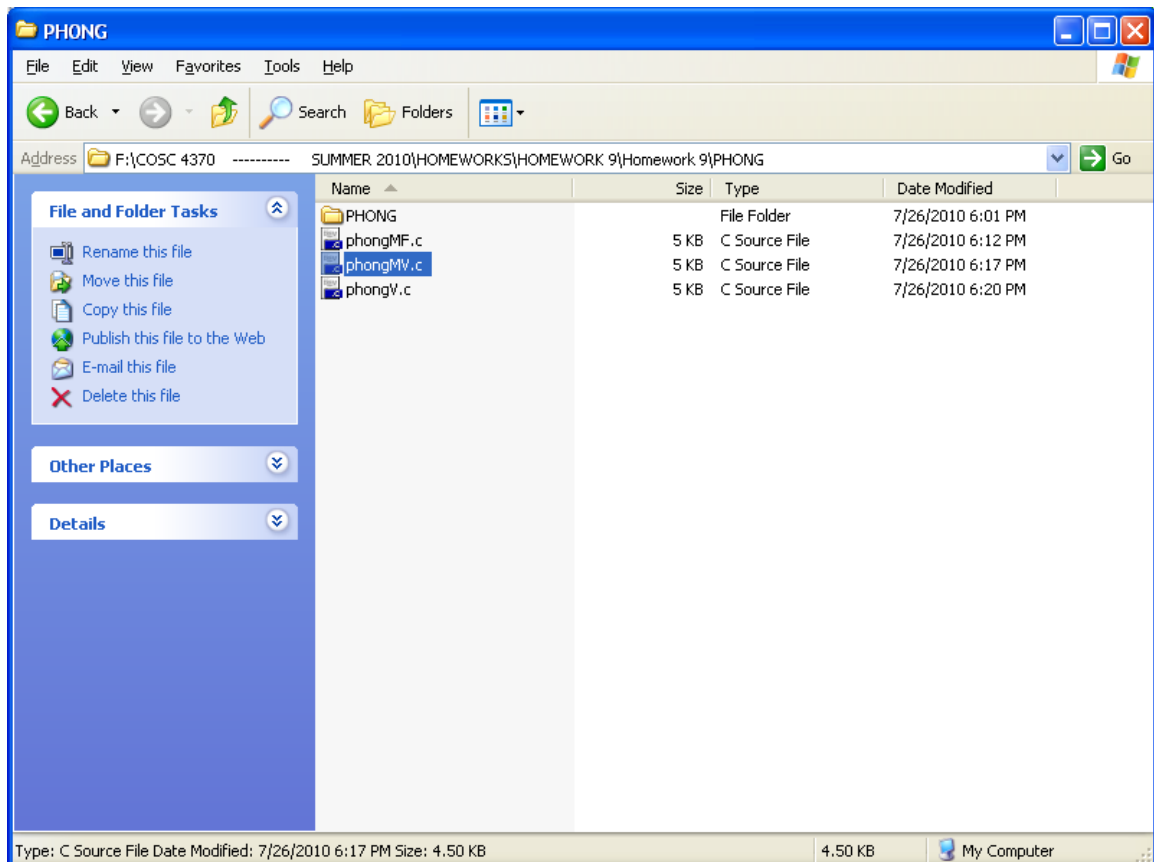 PHONG
File Edit View Favorites Tools Help
Back Search Folders
Address F:\COSC 4370 ---------- SUMMER 2010\HOMEWORKS\HOMEWORK 9\Homework 9\PHONG Go
File and Folder Tasks
Rename this file
Move this file
Copy this file
Publish this file to the Web
E-mail this file
Delete this file
Other Places
Details
Name Size Type Date Modified
PHONG File Folder 7/26/2010 6:01 PM
phongMF.c 5 KB C Source File 7/26/2010 6:12 PM
phongMV.c 5 KB C Source File 7/26/2010 6:17 PM
phongV.c 5 KB C Source File 7/26/2010 6:20 PM
Type: C Source File Date Modified: 7/26/2010 6:17 PM Size: 4.50 KB 4.50 KB My Computer